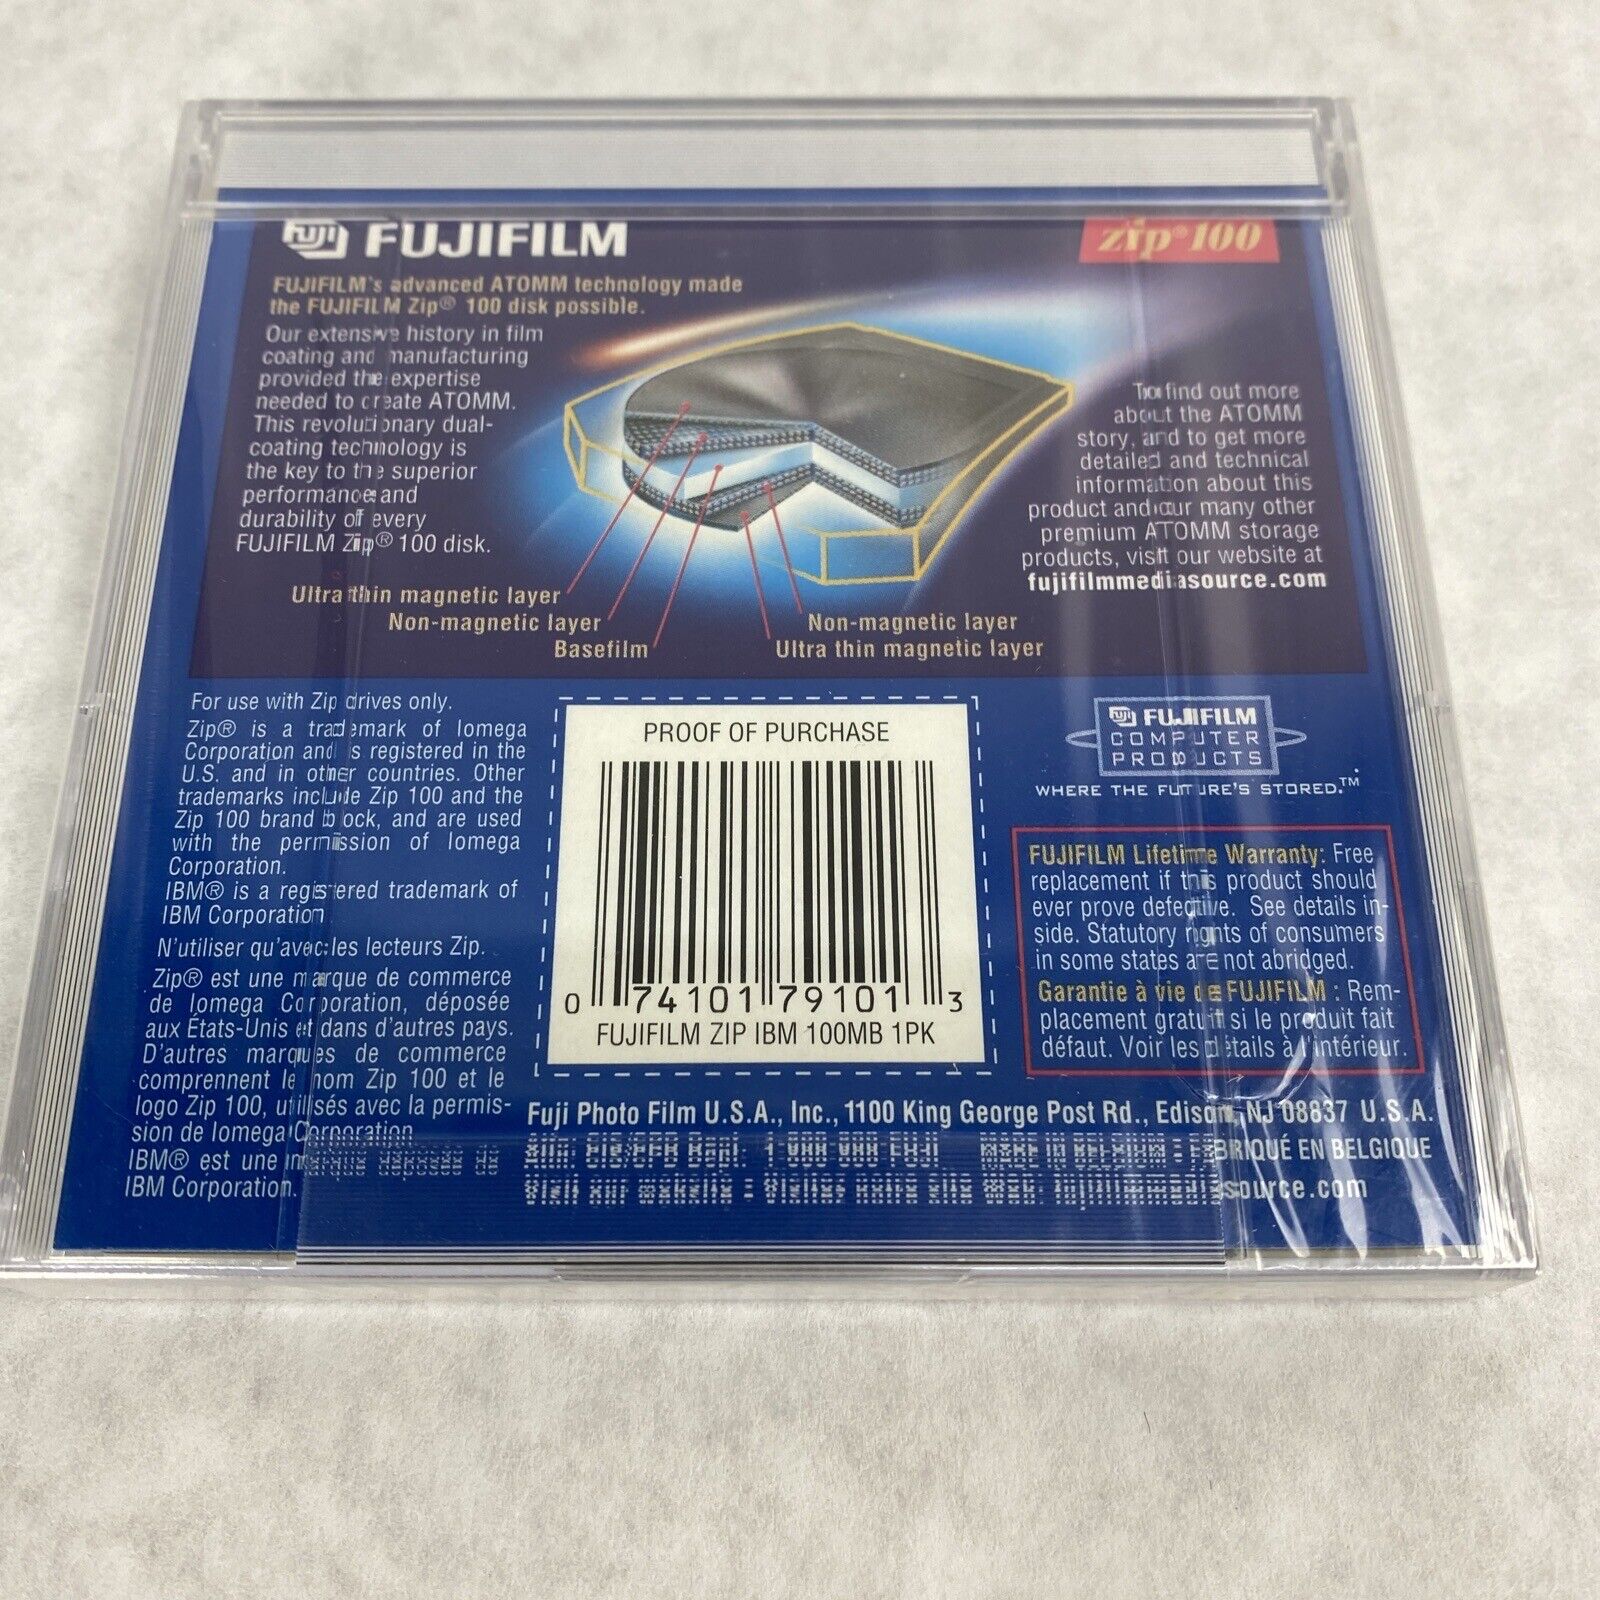 FUJI FUJIFILM
zip® 100
FUJIFILM's advanced ATOMM technology made
the FUJIFILM Zip® 100 disk possible.
Our extensive history in film
coating and manufacturing
provided the expertise
needed to create ATOMM.
This revolutionary dual-
coating technology is
the key to the superior
performance and
durability of every
FUJIFILM Zip® 100 disk.
To find out more
about the ATOMM
story, and to get more
detailed and technical
information about this
product and our many other
premium ATOMM storage
products, visit our website at
fujifilmmediasource.com
Ultra thin magnetic layer
Non-magnetic layer
Basefilm
Non-magnetic layer
Ultra thin magnetic layer
For use with Zip drives only.
Zip® is a trademark of Iomega
Corporation and is registered in the
U.S. and in other countries. Other
trademarks include Zip 100 and the
Zip 100 brand block, and are used
with the permission of Iomega
Corporation.
IBM® is a registered trademark of
IBM Corporation
N'utiliser qu'avec les lecteurs Zip.
Zip® est une marque de commerce
de Iomega Corporation, déposée
aux États-Unis et dans d'autres pays.
D'autres marques de commerce
comprennent le nom Zip 100 et le
logo Zip 100, utilisés avec la permis-
sion de Iomega Corporation
IBM® est une
IBM Corporation.
PROOF OF PURCHASE
0 74101 79101 3
FUJIFILM ZIP IBM 100MB 1PK
FUJI FUJIFILM
COMPUTER
PRODUCTS
WHERE THE FUTURE'S STORED.™
FUJIFILM Lifetime Warranty: Free
replacement if this product should
ever prove defective. See details in-
side. Statutory rights of consumers
in some states are not abridged.
Garantie à vie de FUJIFILM : Rem-
placement gratuit si le produit fait
défaut. Voir les détails à l'intérieur.
Fuji Photo Film U.S.A., Inc., 1100 King George Post Rd., Edison, NJ 08837 U.S.A.
EN BELGIQUE